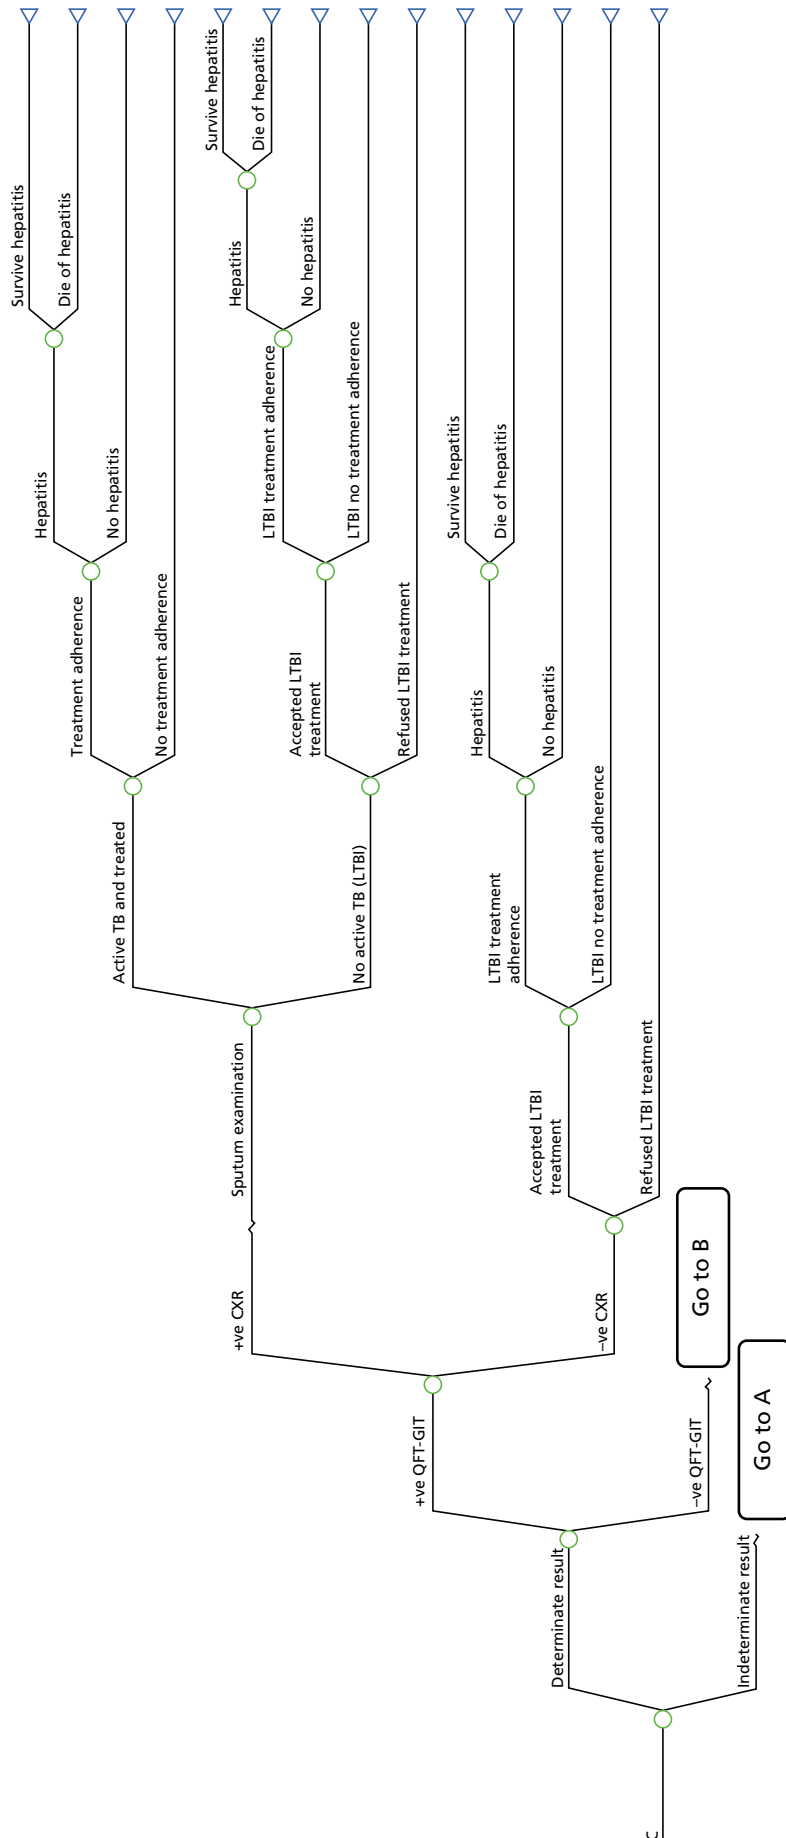 Survive hepatitis
Hepatitis
Die of hepatitis
Treatment adherence
No hepatitis
Active TB and treated
No treatment adherence
Survive hepatitis
+ve CXR
Sputum examination
Hepatitis
Die of hepatitis
LTBI treatment adherence
Accepted LTBI
treatment
No hepatitis
LTBI no treatment adherence
No active TB (LTBI)
Refused LTBI treatment
+ve QFT-GIT
Survive hepatitis
Hepatitis
Die of hepatitis
LTBI treatment
adherence
Accepted LTBI
treatment
No hepatitis
Determinate result
LTBI no treatment adherence
–ve CXR
Refused LTBI treatment
–ve QFT-GIT
Go to B
Indeterminate result
Go to A